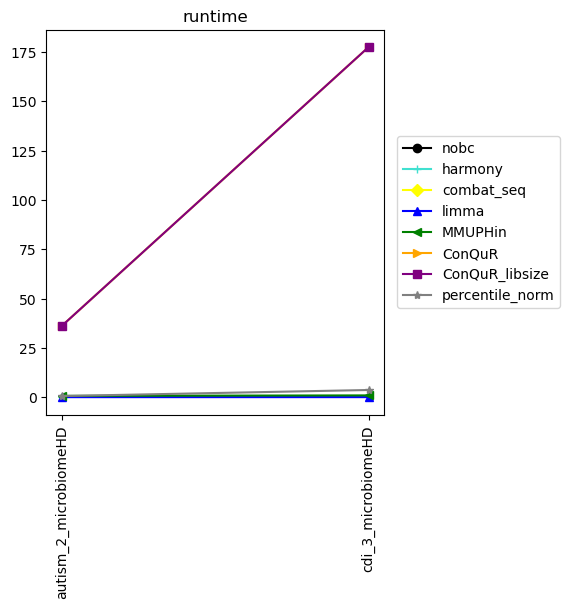 runtime
175
150
125
100
75
50
25
0
autism_2_microbiomeHD
cdi_3_microbiomeHD
nobc
harmony
combat_seq
limma
MMUPHin
ConQuR
ConQuR_libsize
percentile_norm